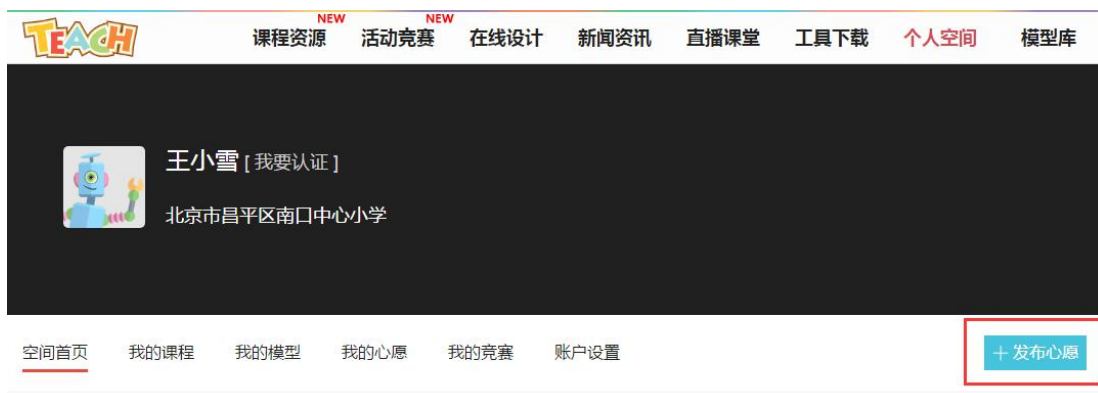 NEW NEW
TEACH 课程资源 活动竞赛 在线设计 新闻资讯 直播课堂 工具下载 个人空间 模型库
王小雪 [ 我要认证 ]
北京市昌平区南口中心小学
空间首页 我的课程 我的模型 我的心愿 我的竞赛 账户设置 +发布心愿